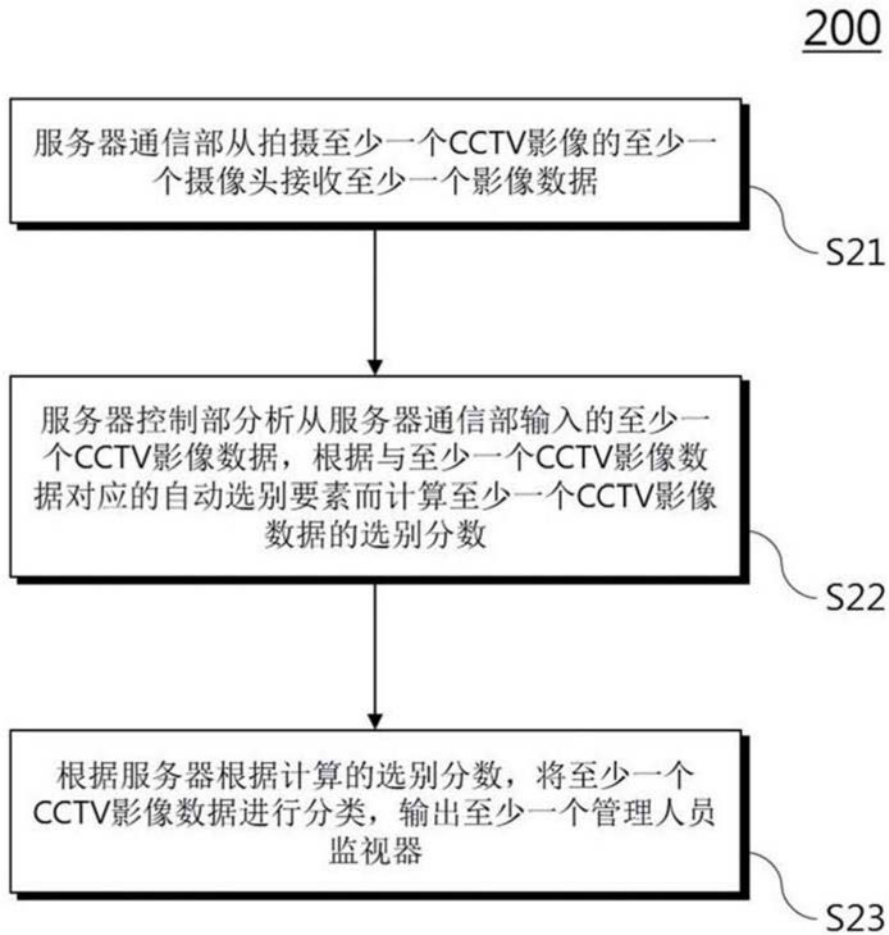 200
服务器通信部从拍摄至少一个CCTV影像的至少一
个摄像头接收至少一个影像数据
S21
服务器控制部分析从服务器通信部输入的至少一
个CCTV影像数据，根据与至少一个CCTV影像数
据对应的自动选别要素而计算至少一个CCTV影像
数据的选别分数
S22
根据服务器根据计算的选别分数，将至少一个
CCTV影像数据进行分类，输出至少一个管理人员
监视器
S23